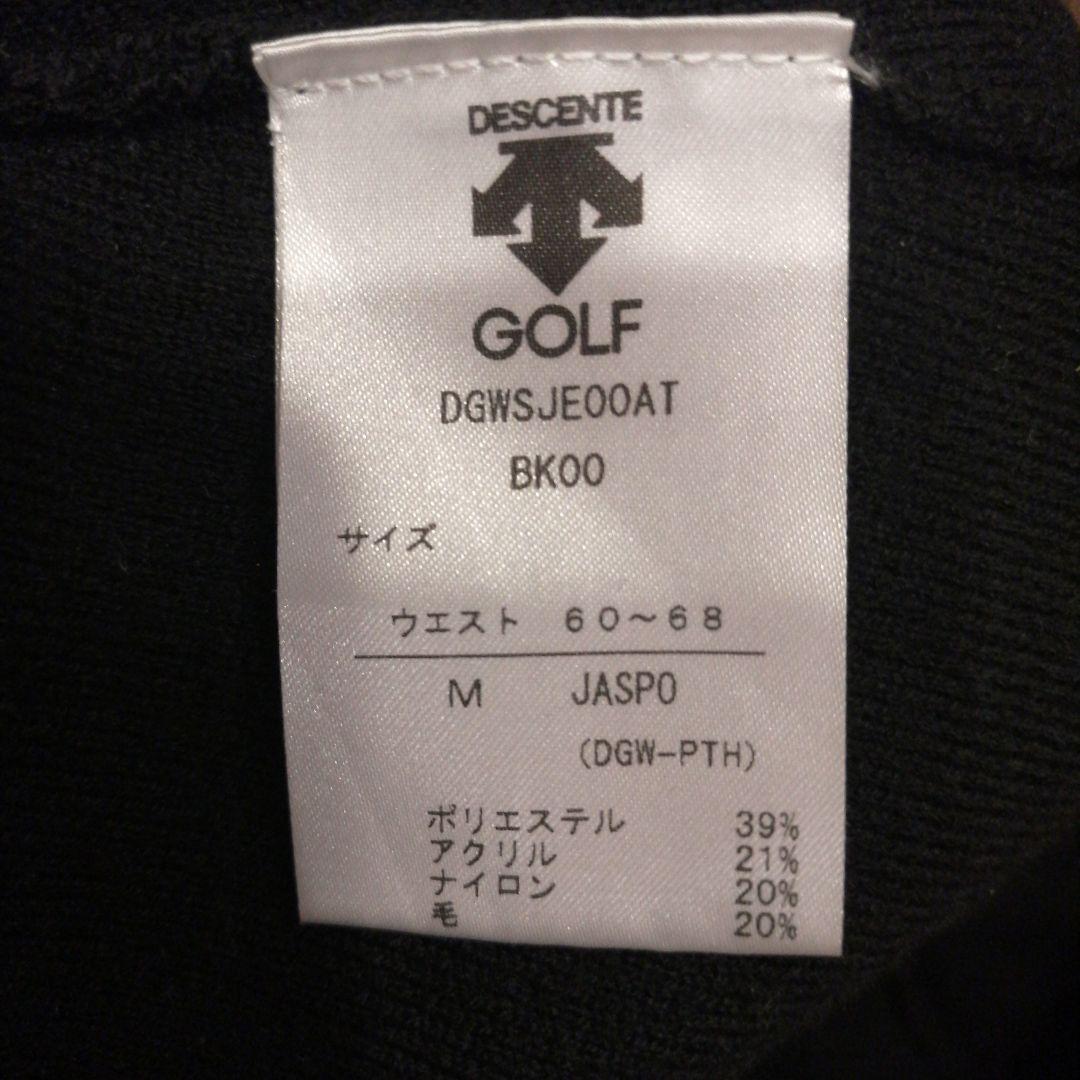 DESCENTE
GOLF
DGWSJE00AT
BK00
サイズ
ウエスト 60〜68
M JASPO
(DGW-PTH)
ポリエステル 39%
アクリル 21%
ナイロン 20%
毛 20%